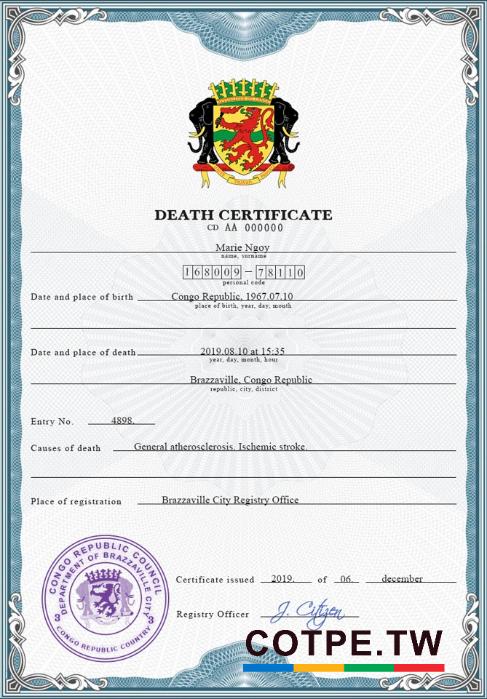 DEATH CERTIFICATE
CD AA 000000
Marie Ngoy
name, surname
168009-78110
personal code
Date and place of birth Congo Republic, 1967.07.10
place of birth, year, day, mouth
Date and place of death 2019.08.10 at 15:35
year, day, month, hour
Brazzaville, Congo Republic
republic, city, district
Entry No. 4898.
Causes of death General atherosclerosis. Ischemic stroke.
Place of registration Brazzaville City Registry Office
CONGO REPUBLIC COUNCIL
DEPARTMENT OF BRAZZAVILLE CITY
3 3
CONGO REPUBLIC COUNTRY
Certificate issued 2019. of 06. december
Registry Officer J. Citizen
COTPE.TW